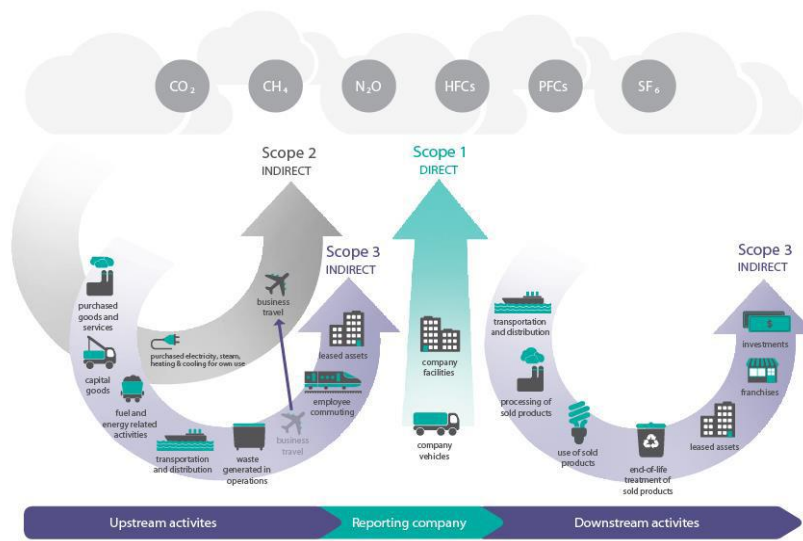 CO₂
CH₄
N₂O
HFCs
PFCs
SF₆
Scope 2
INDIRECT
Scope 1
DIRECT
Scope 3
INDIRECT
Scope 3
INDIRECT
purchased
goods and
services
capital
goods
fuel and
energy related
activities
purchased electricity, steam,
heating & cooling for own use
transportation
and distribution
waste
generated in
operations
business
travel
business
travel
employee
commuting
leased assets
company
facilities
company
vehicles
transportation
and distribution
processing of
sold products
use of sold
products
end-of-life
treatment of
sold products
leased assets
franchises
investments
Upstream activites
Reporting company
Downstream activites